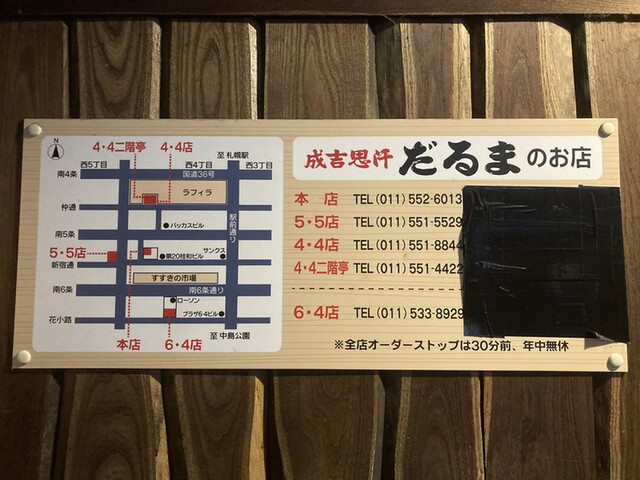 N
4・4二階亭 4・4店
至札幌駅
西5丁目 西4丁目 西3丁目
南4条 国道36号
ラフィラ
仲通
バッカスビル
駅前通り
南5条
5・5店
サンクス
第20桂和ビル
新宿通
すすきの市場
南6条 南6条通り
ローソン
プラザ6・4ビル
花小路
至中島公園
本店 6・4店
成吉思汗 だるま のお店
本店 TEL(011)552-6013
5・5店 TEL(011)551-5529
4・4店 TEL(011)551-8844
4・4二階亭 TEL(011)551-4422
6・4店 TEL(011)533-8929
※全店オーダーストップは30分前、年中無休